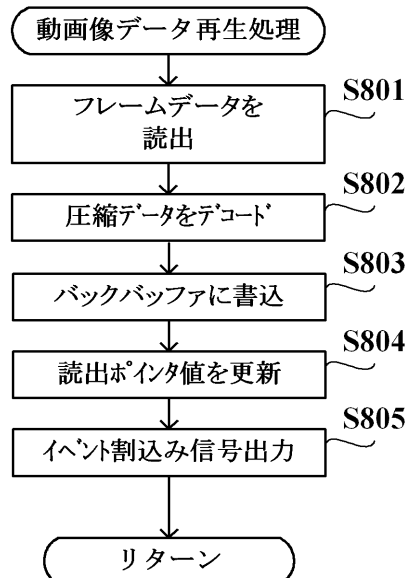 動画像データ再生処理
S801
フレームデータを
読出
S802
圧縮データをデコード
S803
バックバッファに書込
S804
読出ポインタ値を更新
S805
イベント割込み信号出力
リターン